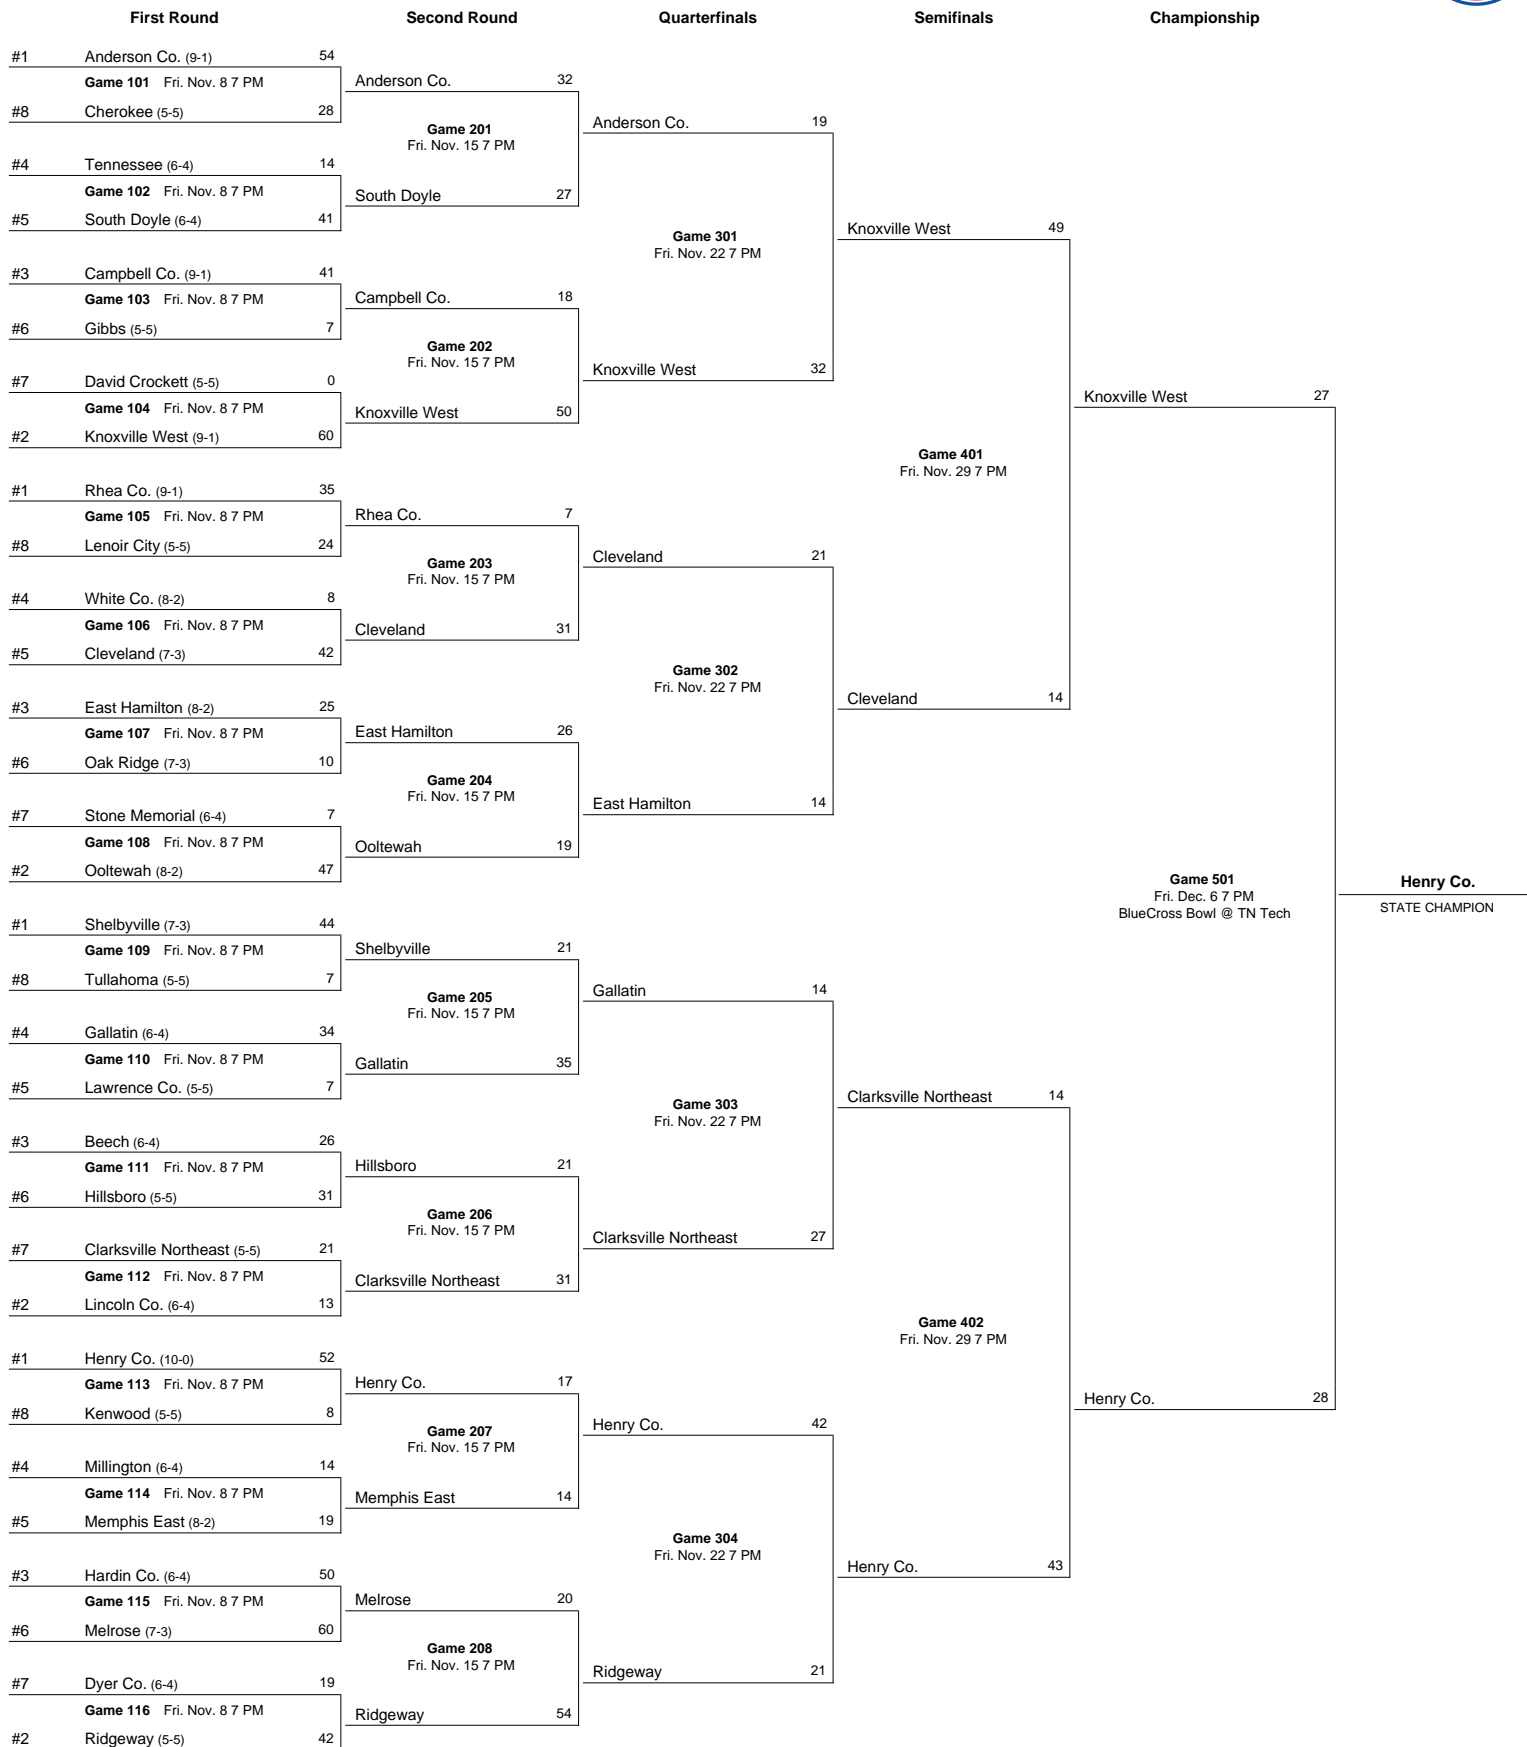 First Round Second Round Quarterfinals Semifinals Championship
#1 Anderson Co. (9-1) 54
Game 101 Fri. Nov. 8 7 PM
#8 Cherokee (5-5) 28
#4 Tennessee (6-4) 14
Game 102 Fri. Nov. 8 7 PM
#5 South Doyle (6-4) 41
#3 Campbell Co. (9-1) 41
Game 103 Fri. Nov. 8 7 PM
#6 Gibbs (5-5) 7
#7 David Crockett (5-5) 0
Game 104 Fri. Nov. 8 7 PM
#2 Knoxville West (9-1) 60
#1 Rhea Co. (9-1) 35
Game 105 Fri. Nov. 8 7 PM
#8 Lenoir City (5-5) 24
#4 White Co. (8-2) 8
Game 106 Fri. Nov. 8 7 PM
#5 Cleveland (7-3) 42
#3 East Hamilton (8-2) 25
Game 107 Fri. Nov. 8 7 PM
#6 Oak Ridge (7-3) 10
#7 Stone Memorial (6-4) 7
Game 108 Fri. Nov. 8 7 PM
#2 Ooltewah (8-2) 47
#1 Shelbyville (7-3) 44
Game 109 Fri. Nov. 8 7 PM
#8 Tullahoma (5-5) 7
#4 Gallatin (6-4) 34
Game 110 Fri. Nov. 8 7 PM
#5 Lawrence Co. (5-5) 7
#3 Beech (6-4) 26
Game 111 Fri. Nov. 8 7 PM
#6 Hillsboro (5-5) 31
#7 Clarksville Northeast (5-5) 21
Game 112 Fri. Nov. 8 7 PM
#2 Lincoln Co. (6-4) 13
#1 Henry Co. (10-0) 52
Game 113 Fri. Nov. 8 7 PM
#8 Kenwood (5-5) 8
#4 Millington (6-4) 14
Game 114 Fri. Nov. 8 7 PM
#5 Memphis East (8-2) 19
#3 Hardin Co. (6-4) 50
Game 115 Fri. Nov. 8 7 PM
#6 Melrose (7-3) 60
#7 Dyer Co. (6-4) 19
Game 116 Fri. Nov. 8 7 PM
#2 Ridgeway (5-5) 42
Anderson Co. 32
Game 201
Fri. Nov. 15 7 PM
South Doyle 27
Campbell Co. 18
Game 202
Fri. Nov. 15 7 PM
Knoxville West 50
Rhea Co. 7
Game 203
Fri. Nov. 15 7 PM
Cleveland 31
East Hamilton 26
Game 204
Fri. Nov. 15 7 PM
Ooltewah 19
Shelbyville 21
Game 205
Fri. Nov. 15 7 PM
Gallatin 35
Hillsboro 21
Game 206
Fri. Nov. 15 7 PM
Clarksville Northeast 31
Henry Co. 17
Game 207
Fri. Nov. 15 7 PM
Memphis East 14
Melrose 20
Game 208
Fri. Nov. 15 7 PM
Ridgeway 54
Anderson Co. 19
Game 301
Fri. Nov. 22 7 PM
Knoxville West 32
Cleveland 21
Game 302
Fri. Nov. 22 7 PM
East Hamilton 14
Gallatin 14
Game 303
Fri. Nov. 22 7 PM
Clarksville Northeast 27
Henry Co. 42
Game 304
Fri. Nov. 22 7 PM
Ridgeway 21
Knoxville West 49
Game 401
Fri. Nov. 29 7 PM
Cleveland 14
Clarksville Northeast 14
Game 402
Fri. Nov. 29 7 PM
Henry Co. 43
Knoxville West 27
Game 501
Fri. Dec. 6 7 PM
BlueCross Bowl @ TN Tech
Henry Co. 28
Henry Co.
STATE CHAMPION